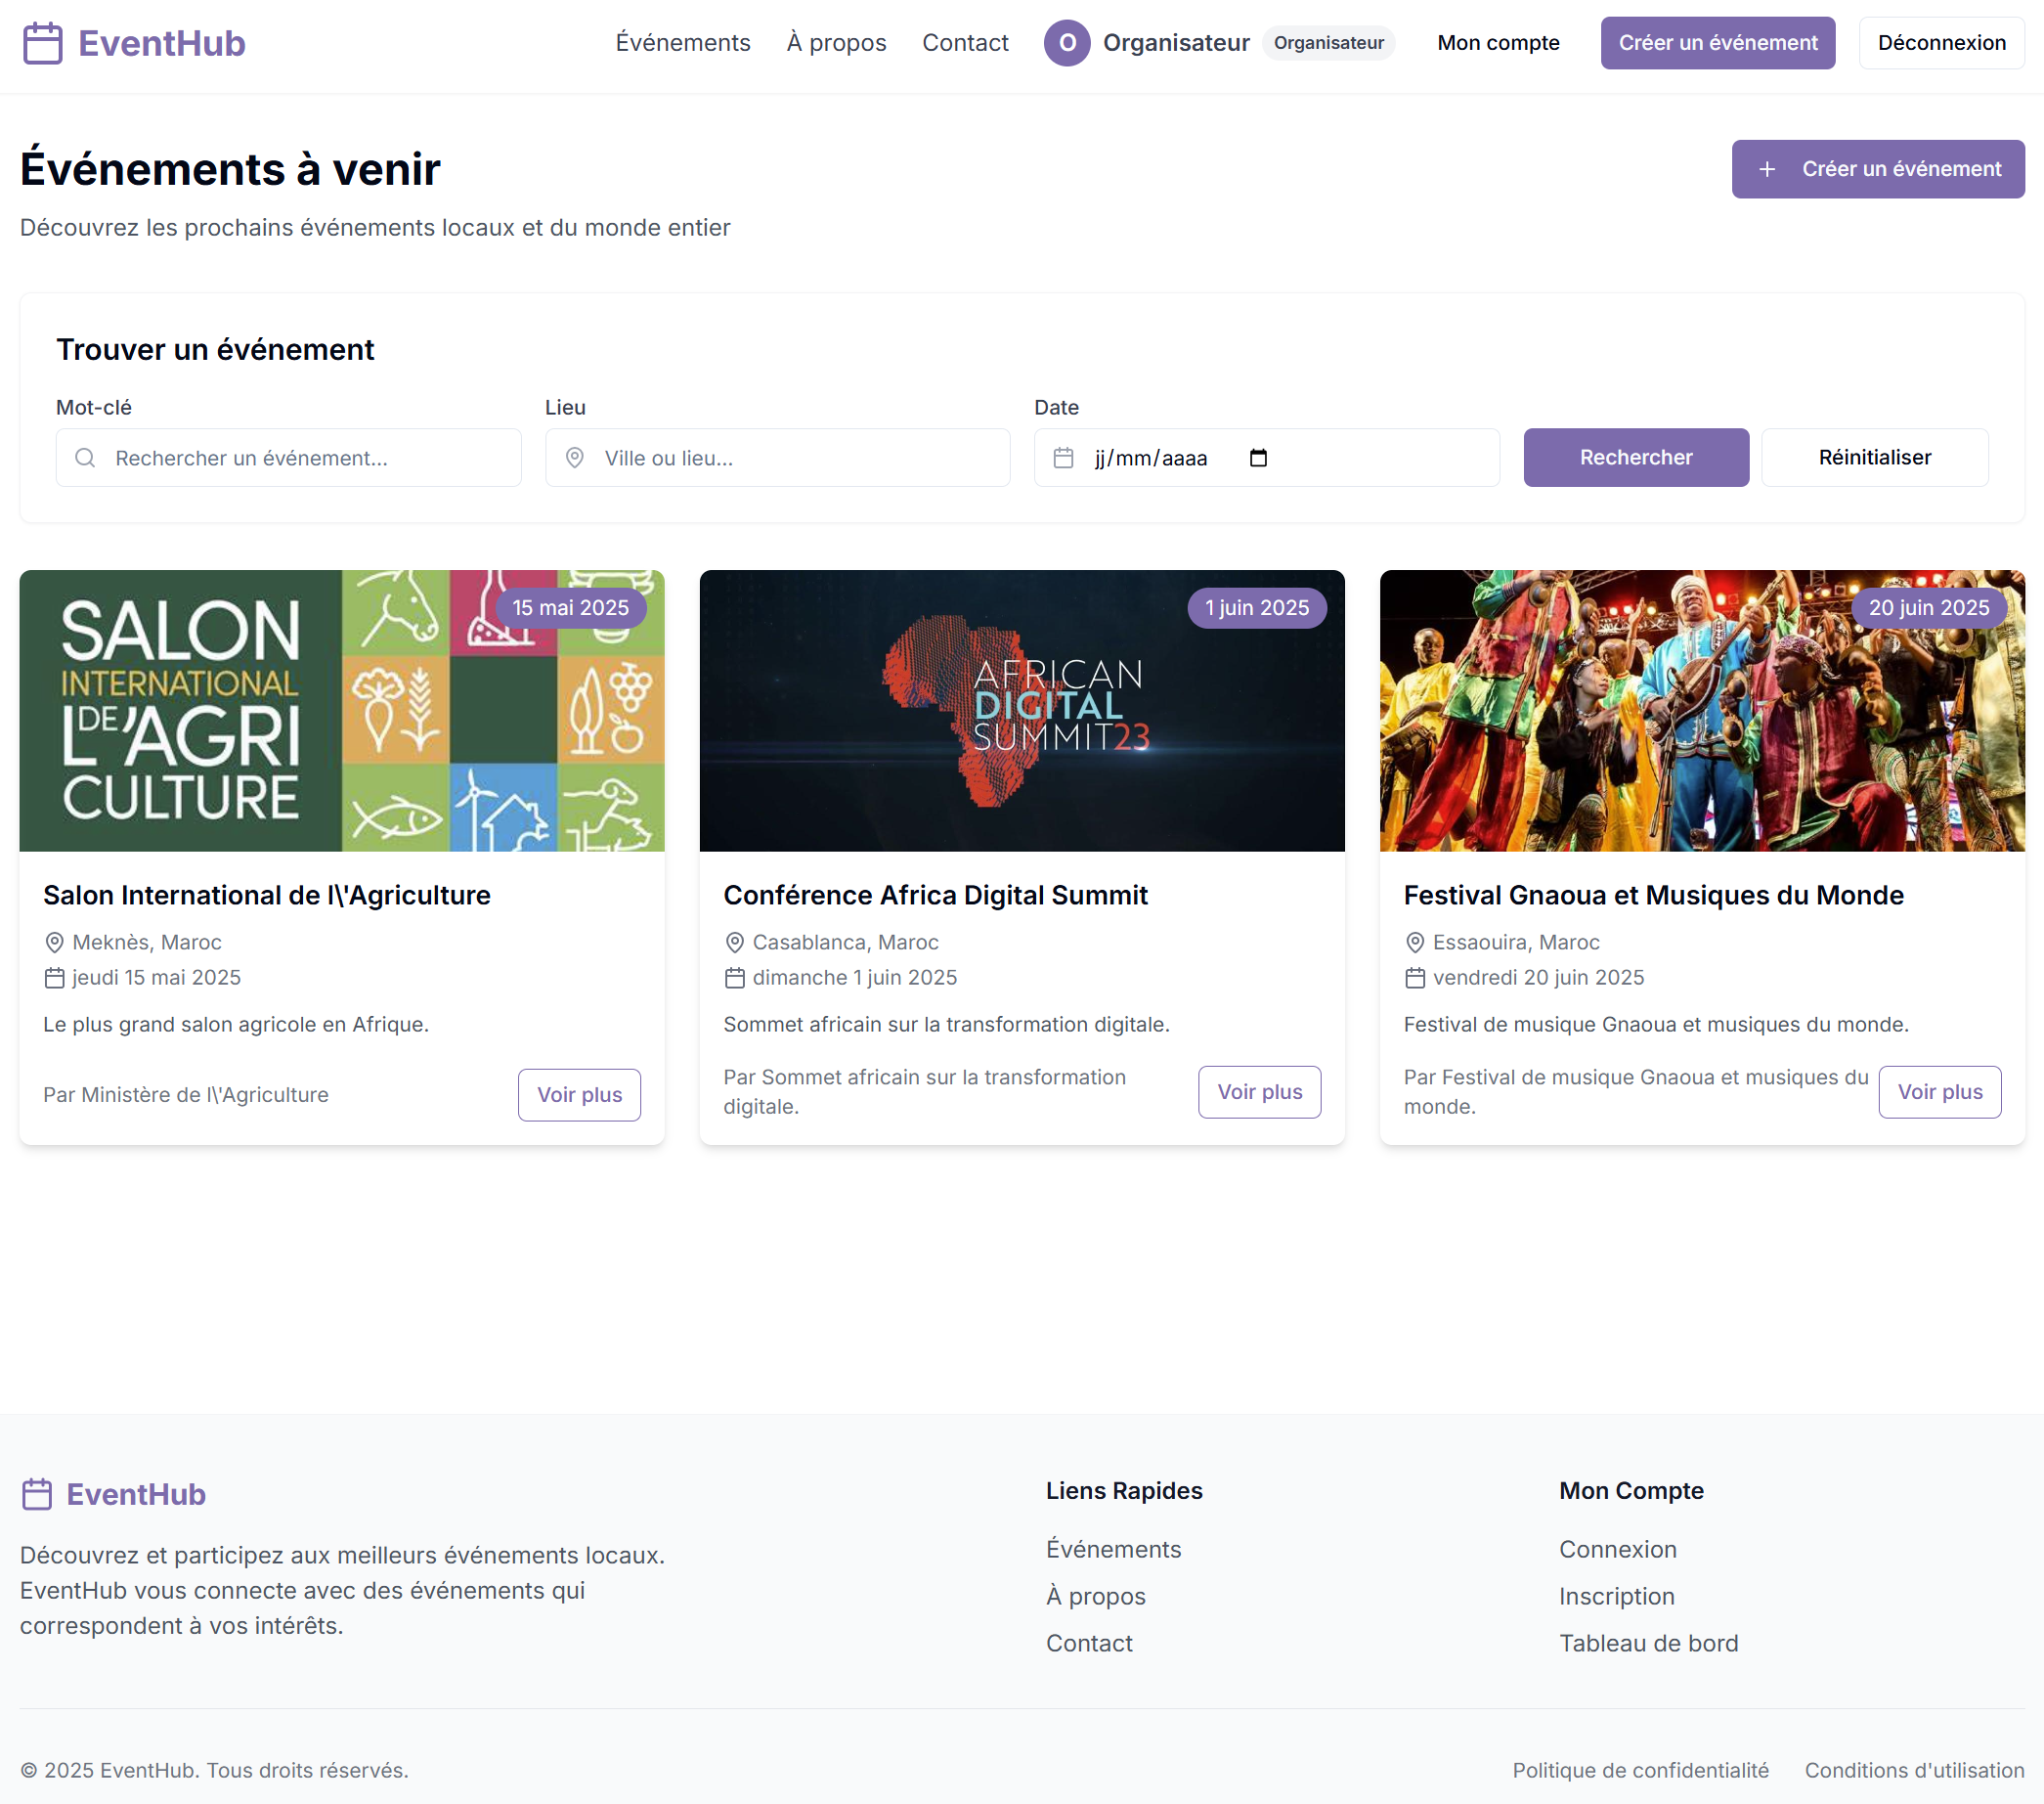 EventHub
Événements
À propos
Contact
O
Organisateur
Organisateur
Mon compte
Créer un événement
Déconnexion
Événements à venir
Découvrez les prochains événements locaux et du monde entier
+ Créer un événement
Trouver un événement
Mot-clé
Lieu
Date
Rechercher un événement...
Ville ou lieu...
jj/mm/aaaa
Rechercher
Réinitialiser
SALON
INTERNATIONAL
DE L'AGRI
CULTURE
15 mai 2025
Salon International de l\'Agriculture
Meknès, Maroc
jeudi 15 mai 2025
Le plus grand salon agricole en Afrique.
Par Ministère de l\'Agriculture
Voir plus
1 juin 2025
AFRICAN
DIGITAL
SUMMIT23
Conférence Africa Digital Summit
Casablanca, Maroc
dimanche 1 juin 2025
Sommet africain sur la transformation digitale.
Par Sommet africain sur la transformation
digitale.
Voir plus
20 juin 2025
Festival Gnaoua et Musiques du Monde
Essaouira, Maroc
vendredi 20 juin 2025
Festival de musique Gnaoua et musiques du monde.
Par Festival de musique Gnaoua et musiques du
monde.
Voir plus
EventHub
Découvrez et participez aux meilleurs événements locaux.
EventHub vous connecte avec des événements qui
correspondent à vos intérêts.
Liens Rapides
Événements
À propos
Contact
Mon Compte
Connexion
Inscription
Tableau de bord
© 2025 EventHub. Tous droits réservés.
Politique de confidentialité
Conditions d'utilisation